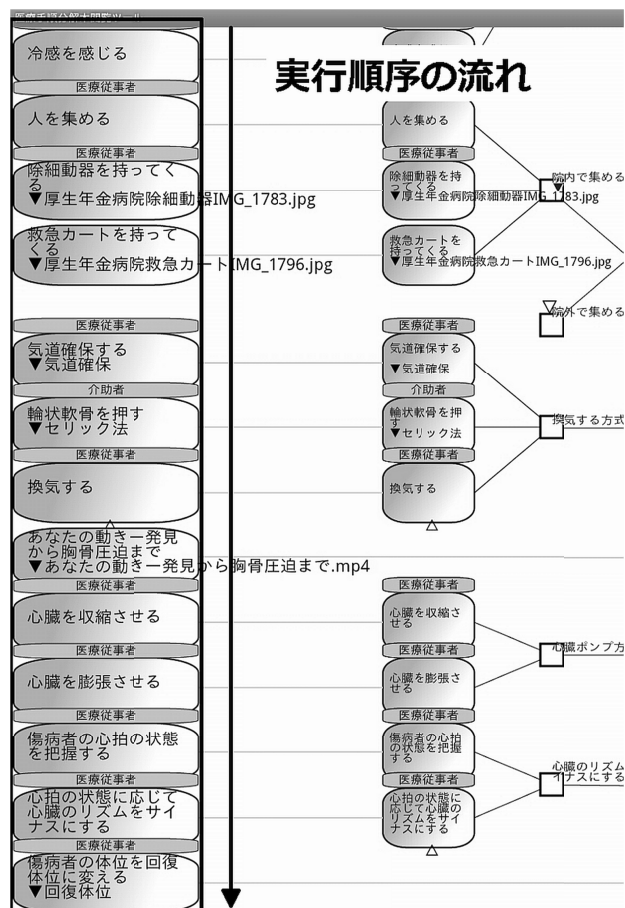 医療手順分解木閲覧ツール
実行順序の流れ
冷感を感じる
医療従事者
人を集める
医療従事者
除細動器を持ってく
る
▼厚生年金病院除細動器IMG_1783.jpg
救急カートを持って
くる
▼厚生年金病院救急カートIMG_1796.jpg
医療従事者
気道確保する
▼気道確保
介助者
輪状軟骨を押す
▼セリック法
医療従事者
換気する
あなたの動き－発見
から胸骨圧迫まで
▼あなたの動き－発見から胸骨圧迫まで.mp4
医療従事者
心臓を収縮させる
医療従事者
心臓を膨張させる
医療従事者
傷病者の心拍の状態
を把握する
医療従事者
心拍の状態に応じて
心臓のリズムをサイ
ナスにする
医療従事者
傷病者の体位を回復
体位に変える
▼回復体位
人を集める
医療従事者
除細動器を持
ってくる
▼厚生年金病院除細動器IMG_1783.jpg
救急カートを
持ってくる
▼厚生年金病院救急カートIMG_1796.jpg
医療従事者
気道確保する
▼気道確保
介助者
輪状軟骨を押
す
▼セリック法
医療従事者
換気する
医療従事者
心臓を収縮さ
せる
医療従事者
心臓を膨張さ
せる
医療従事者
傷病者の心拍
の状態を把握
する
医療従事者
心拍の状態に
応じて心臓の
リズムをサイ
ナスにする
院内で集める
院外で集める
換気する方式
心臓ポンプ方
心臓のリズム
イナスにする